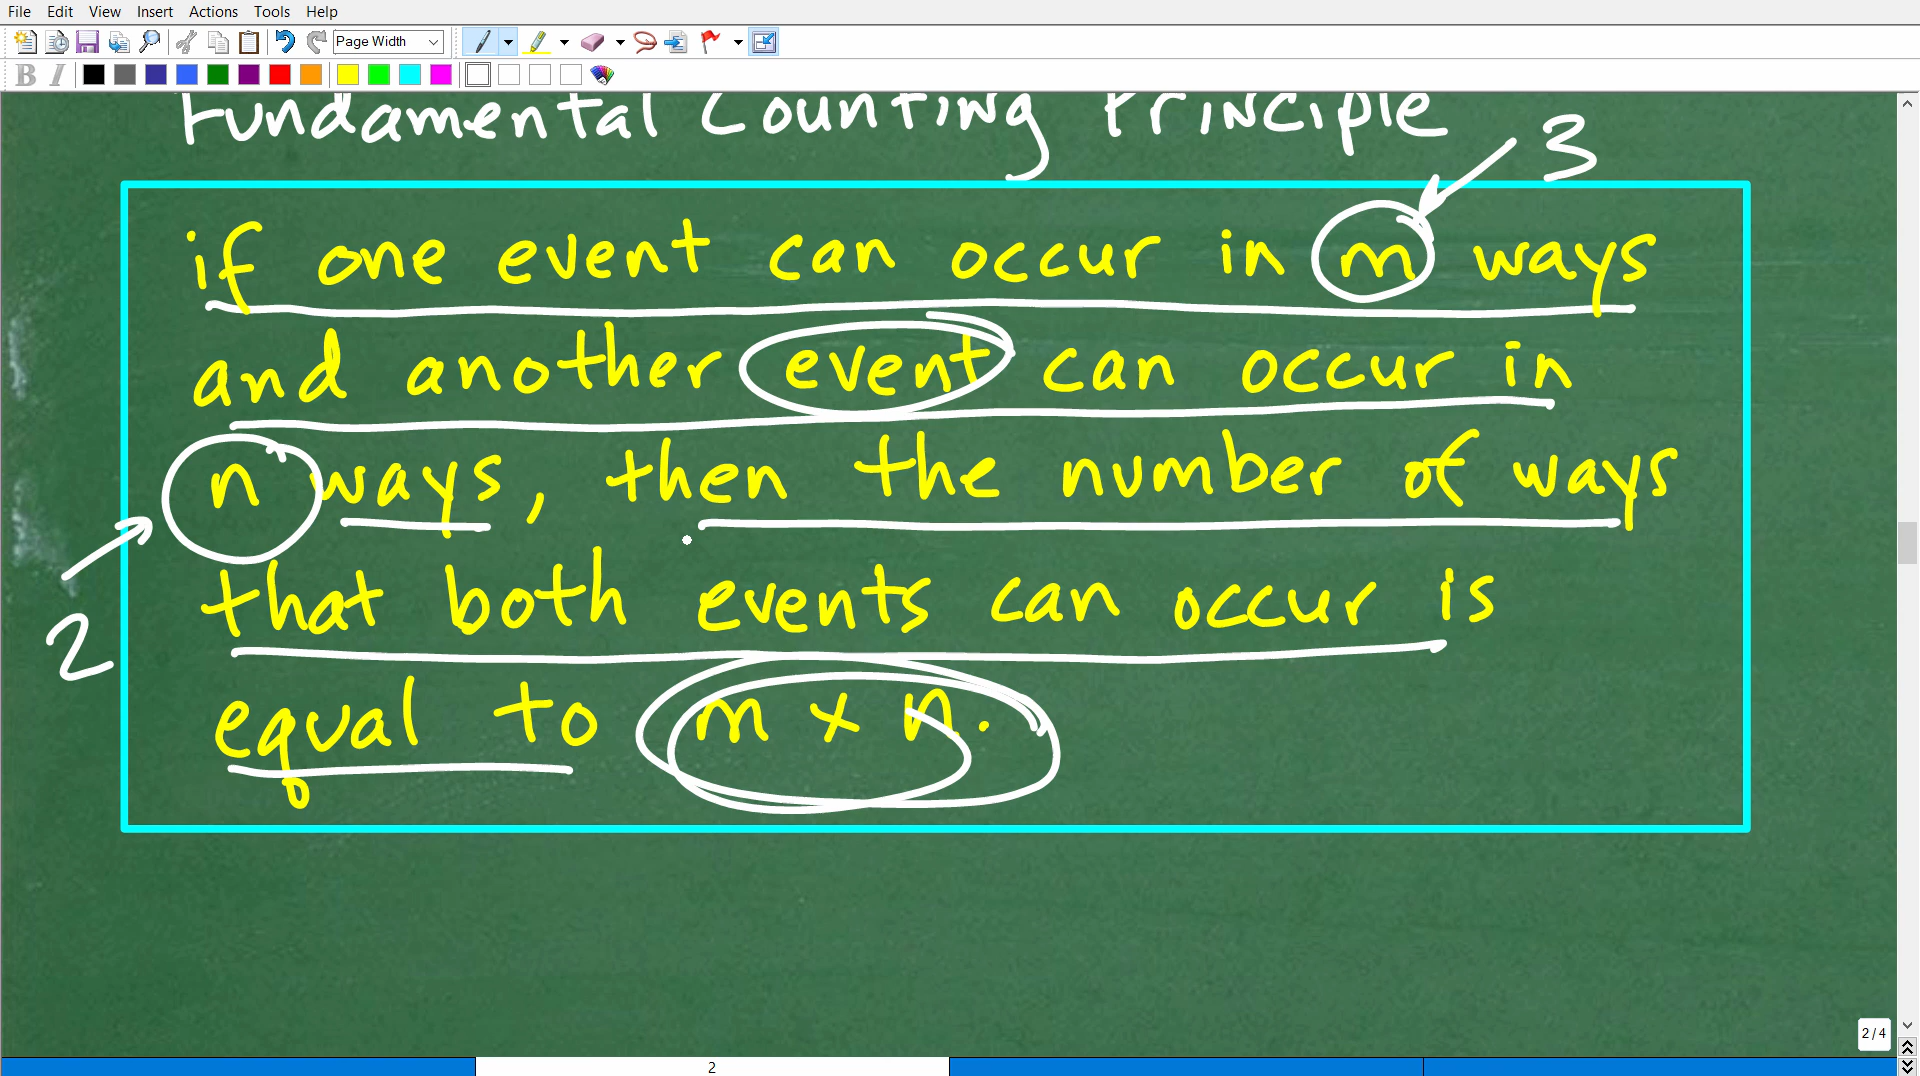 File Edit View Insert Actions Tools Help
Page Width
B I
Fundamental Counting Principle
3
if one event can occur in m ways
and another event can occur in
n ways, then the number of ways
that both events can occur is
2
equal to m x n.
2 / 4
2